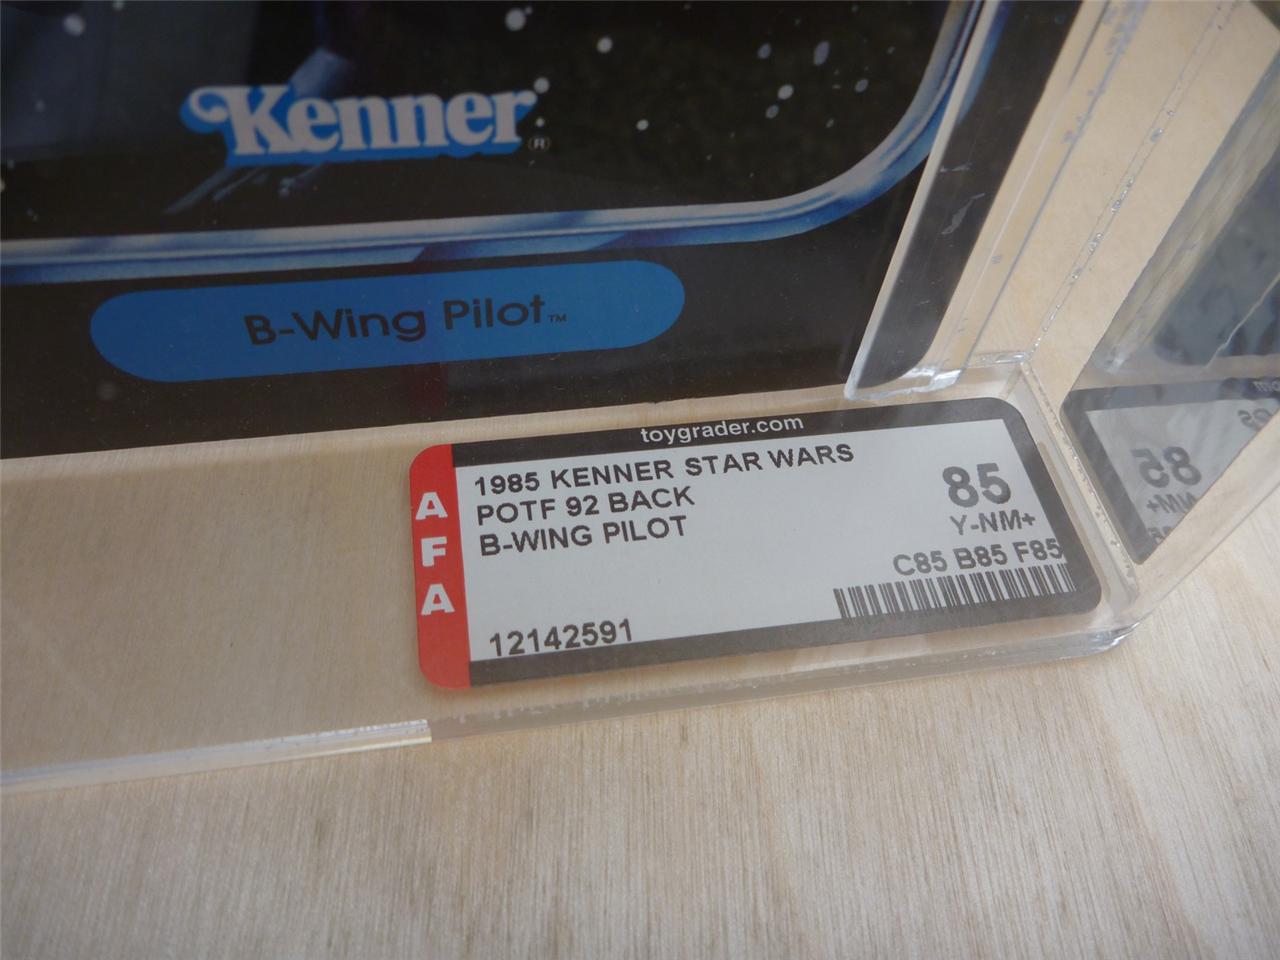 Kenner®
B-Wing Pilot™
toygrader.com
AFA
1985 KENNER STAR WARS
POTF 92 BACK
B-WING PILOT
85
Y-NM+
C85 B85 F85
12142591